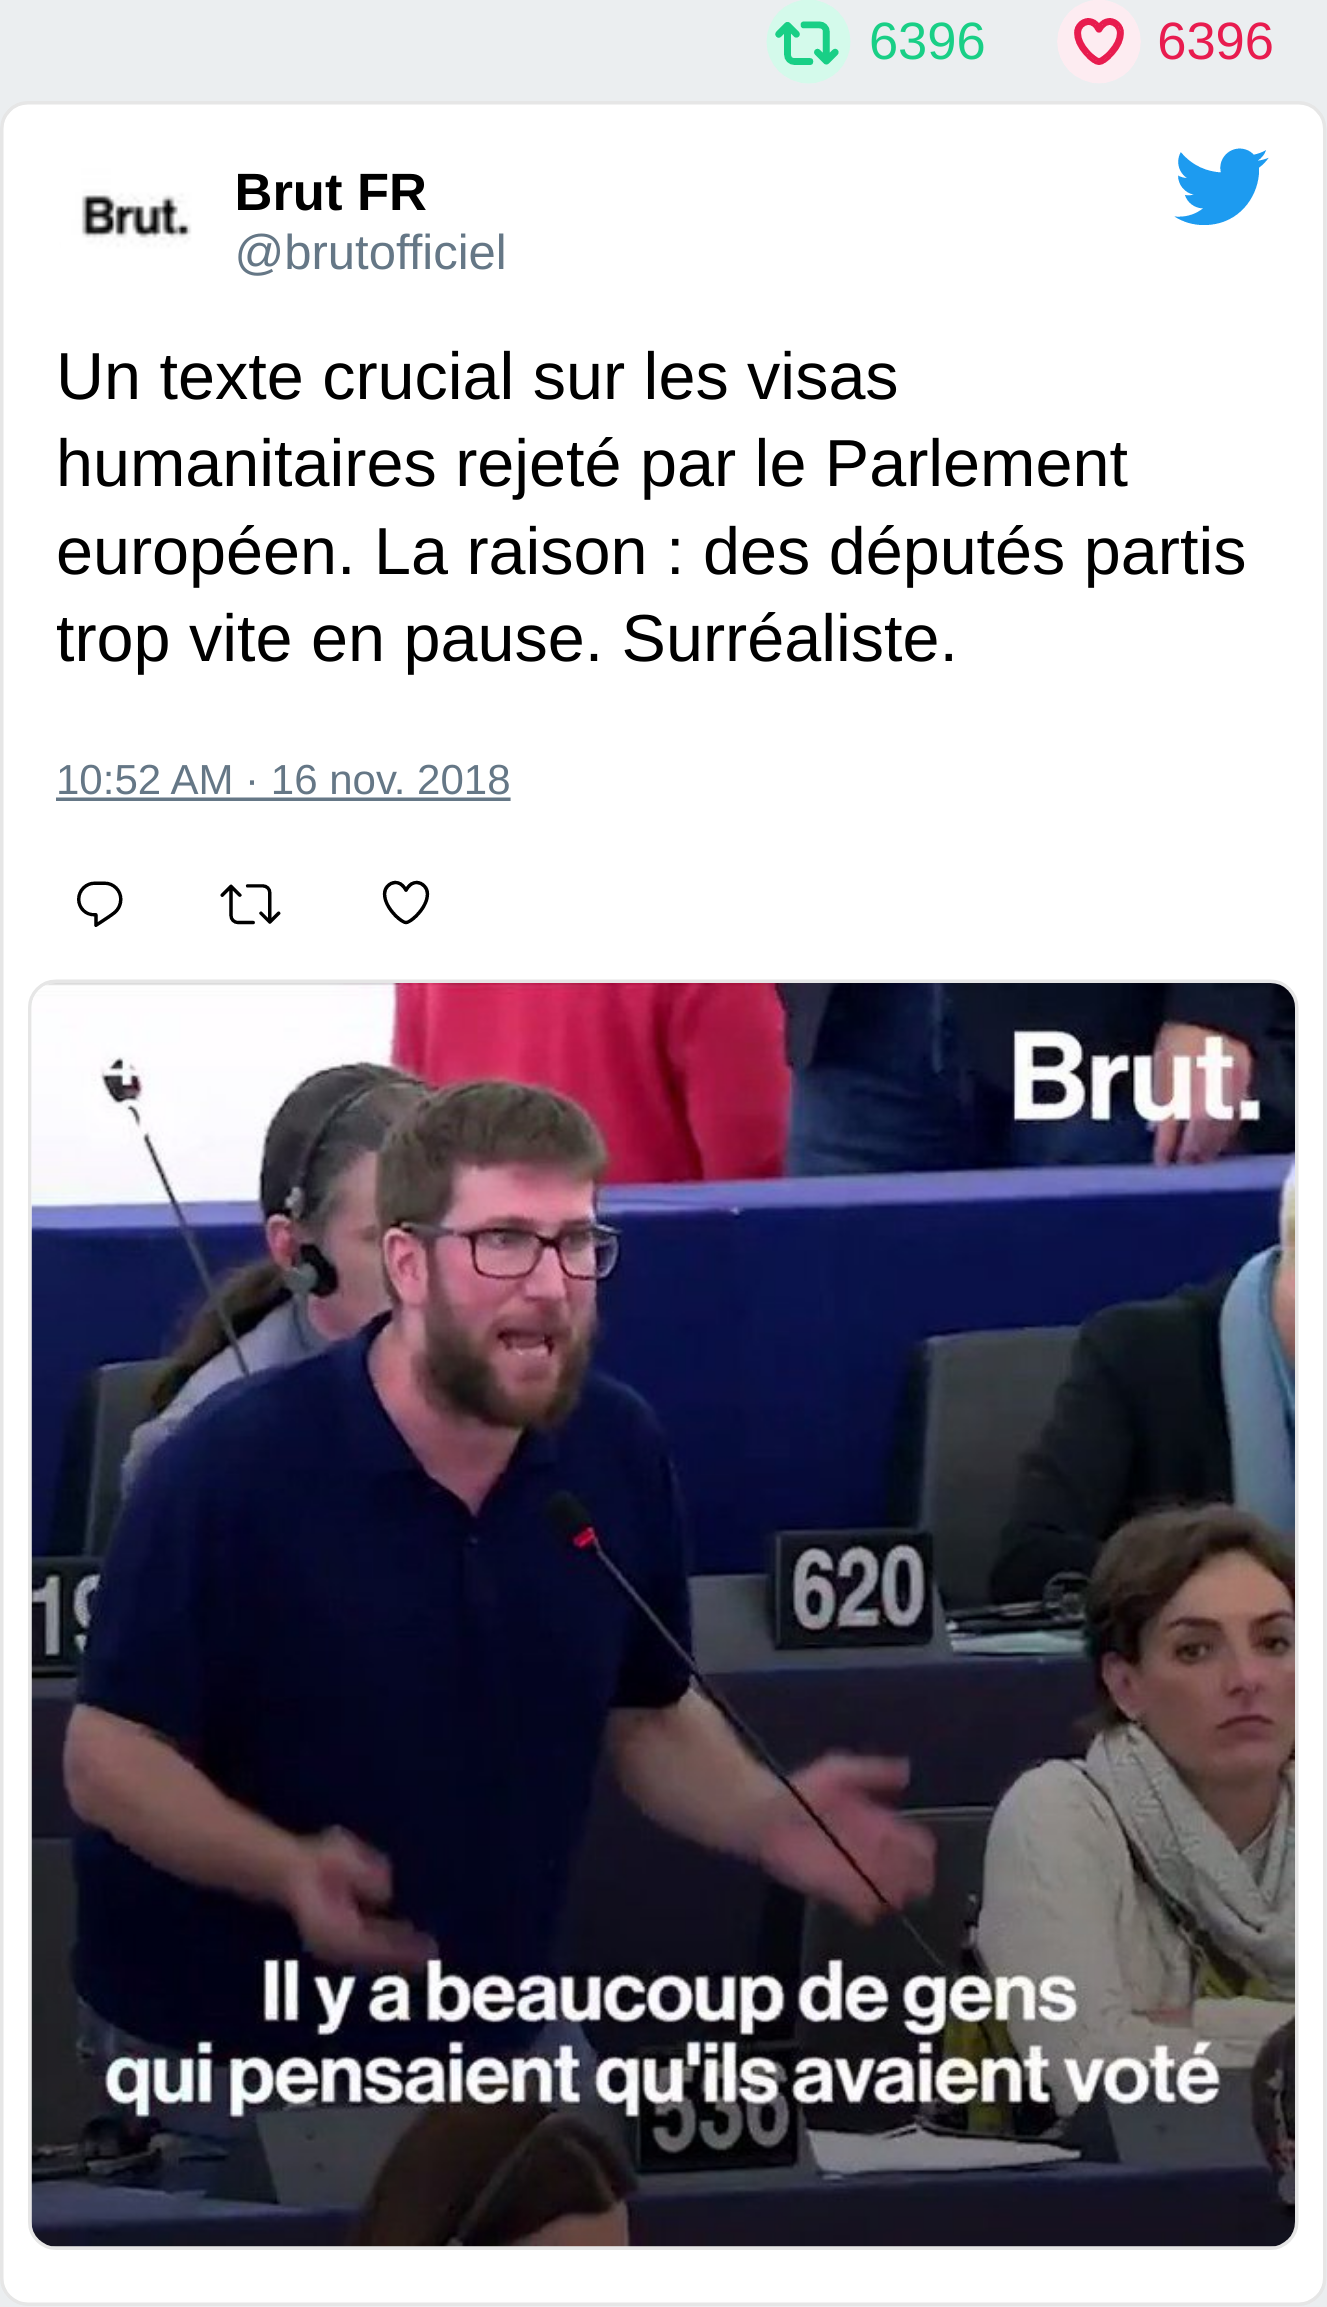 6396 6396
Brut.
Brut FR
@brutofficiel
Un texte crucial sur les visas
humanitaires rejeté par le Parlement
européen. La raison : des députés partis
trop vite en pause. Surréaliste.
10:52 AM · 16 nov. 2018
Brut.
620
19
Il y a beaucoup de gens
qui pensaient qu'ils avaient voté
536